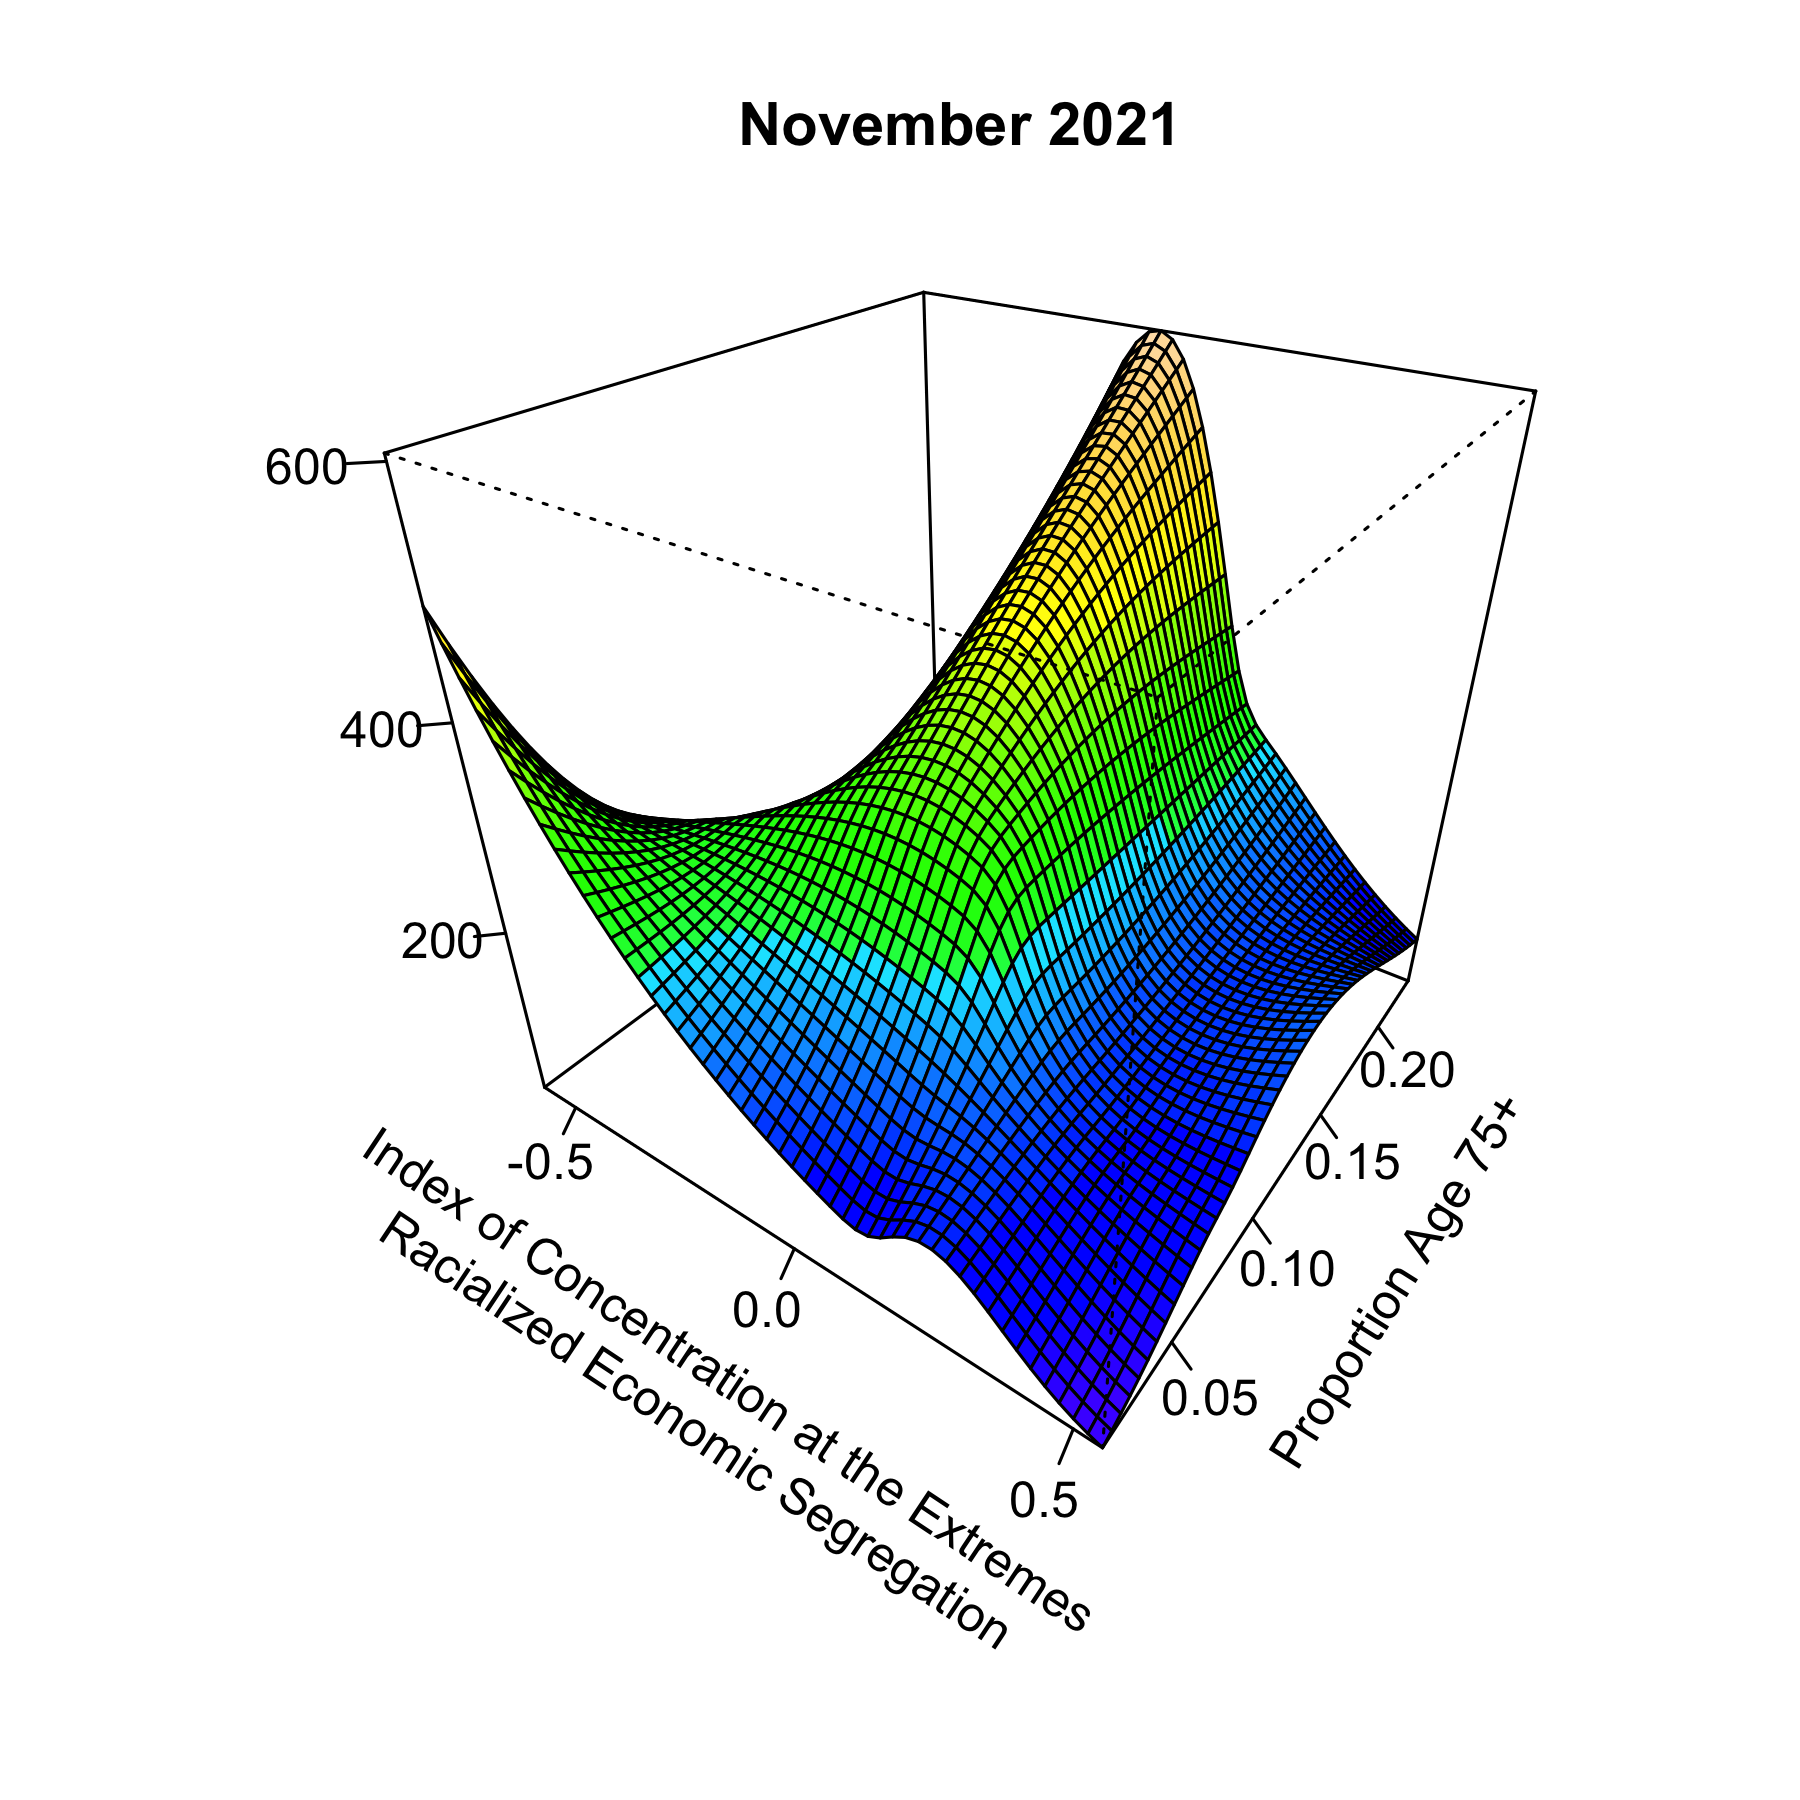 November 2021
600
400
200
-0.5
0.0
0.5
Index of Concentration at the Extremes
Racialized Economic Segregation
0.05
0.10
0.15
0.20
Proportion Age 75+